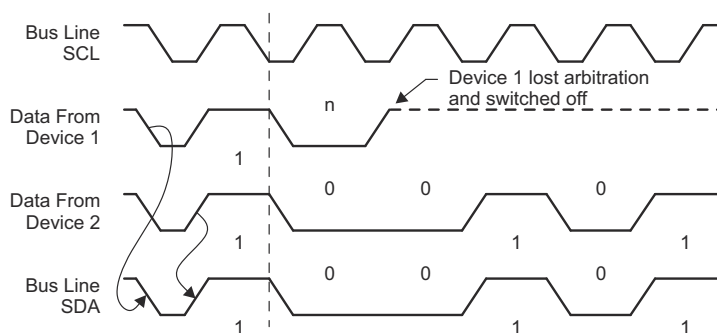 Bus Line
SCL
Device 1 lost arbitration
and switched off
n
Data From
Device 1
1
0 0 0
Data From
Device 2
1 1 1
0 0 0
Bus Line
SDA
1 1 1